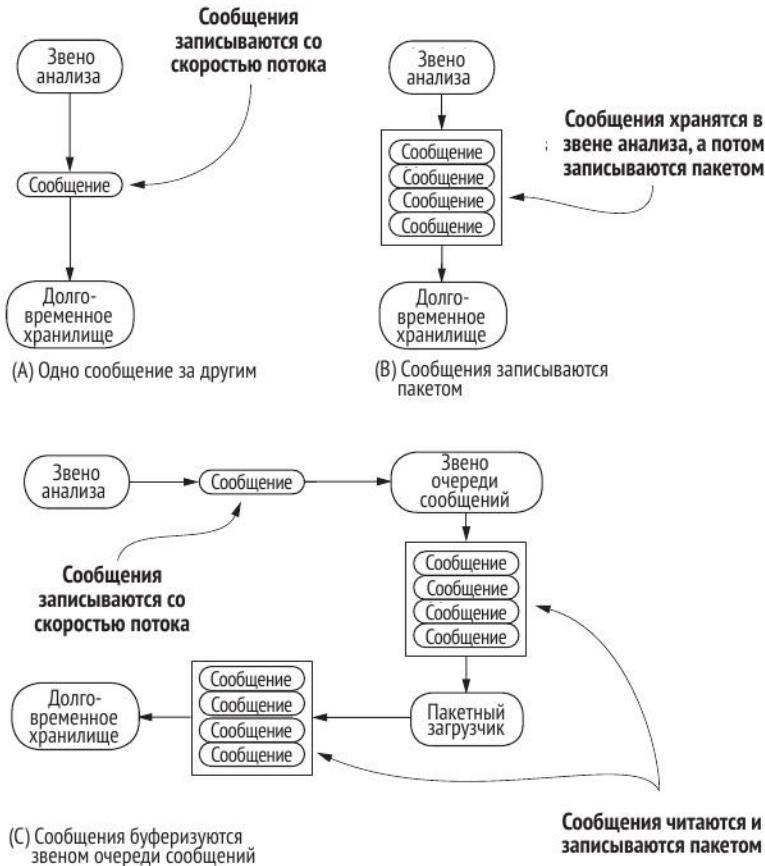 Сообщения
записываются со
скоростью потока
Звено
анализа
Сообщение
Долго-
временное
хранилище
(A) Одно сообщение за другим
Звено
анализа
Сообщения хранятся в
звене анализа, а потом
записываются пакетом
Сообщение
Сообщение
Сообщение
Сообщение
Долго-
временное
хранилище
(B) Сообщения записываются
пакетом
Звено
анализа
Сообщение
Звено
очереди
сообщений
Сообщения
записываются со
скоростью потока
Сообщение
Сообщение
Сообщение
Сообщение
Долго-
временное
хранилище
Сообщение
Сообщение
Сообщение
Сообщение
Пакетный
загрузчик
(C) Сообщения буферизуются
звеном очереди сообщений
Сообщения читаются и
записываются пакетом